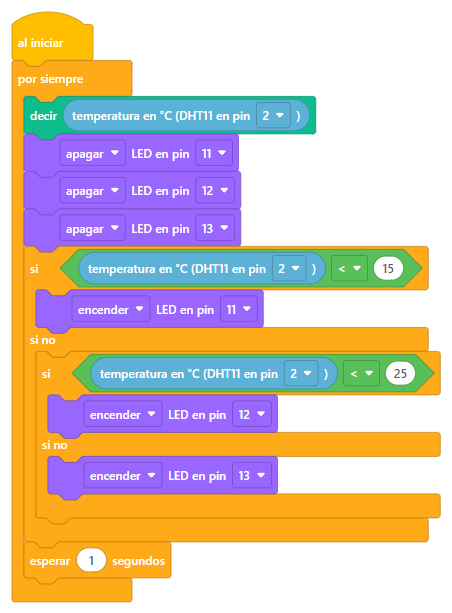 al iniciar
por siempre
decir temperatura en °C (DHT11 en pin 2 )
apagar LED en pin 11
apagar LED en pin 12
apagar LED en pin 13
si temperatura en °C (DHT11 en pin 2 ) < 15
encender LED en pin 11
si no
si temperatura en °C (DHT11 en pin 2 ) < 25
encender LED en pin 12
si no
encender LED en pin 13
esperar 1 segundos